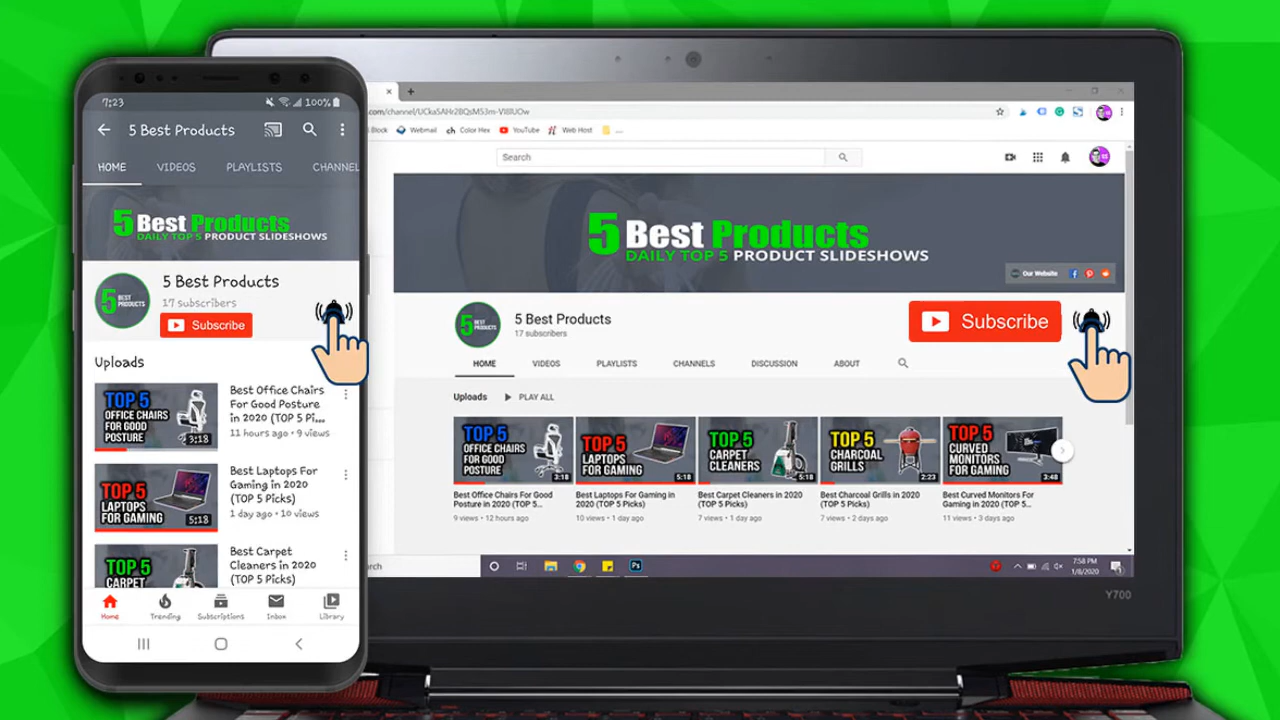 7:23
100%
5 Best Products
HOME VIDEOS PLAYLISTS CHANNEL
5 Best Products
DAILY TOP 5 PRODUCT SLIDESHOWS
5 Best Products
17 subscribers
Subscribe
Uploads
TOP 5
OFFICE CHAIRS
FOR GOOD
POSTURE
3:18
Best Office Chairs
For Good Posture
in 2020 (TOP 5 Pi...
11 hours ago • 9 views
TOP 5
LAPTOPS
FOR GAMING
5:18
Best Laptops For
Gaming in 2020
(TOP 5 Picks)
1 day ago • 10 views
TOP 5
CARPET
Best Carpet
Cleaners in 2020
(TOP 5 Picks)
Home Trending Subscriptions Inbox Library
Block Webmail Color Hex YouTube Web Host ...
Search
5 Best Products
DAILY TOP 5 PRODUCT SLIDESHOWS
Our Website
5 BEST
PRODUCTS
5 Best Products
17 subscribers
Subscribe
HOME VIDEOS PLAYLISTS CHANNELS DISCUSSION ABOUT
Uploads PLAY ALL
TOP 5
OFFICE CHAIRS
FOR GOOD
POSTURE
3:18
Best Office Chairs For Good
Posture in 2020 (TOP 5...
9 views • 12 hours ago
TOP 5
LAPTOPS
FOR GAMING
5:18
Best Laptops For Gaming in
2020 (TOP 5 Picks)
10 views • 1 day ago
TOP 5
CARPET
CLEANERS
5:18
Best Carpet Cleaners in 2020
(TOP 5 Picks)
7 views • 1 day ago
TOP 5
CHARCOAL
GRILLS
2:23
Best Charcoal Grills in 2020
(TOP 5 Picks)
7 views • 2 days ago
TOP 5
CURVED
MONITORS
FOR GAMING
3:48
Best Curved Monitors For
Gaming in 2020 (TOP 5...
11 views • 3 days ago
7:58 PM
1/8/2020
Y700